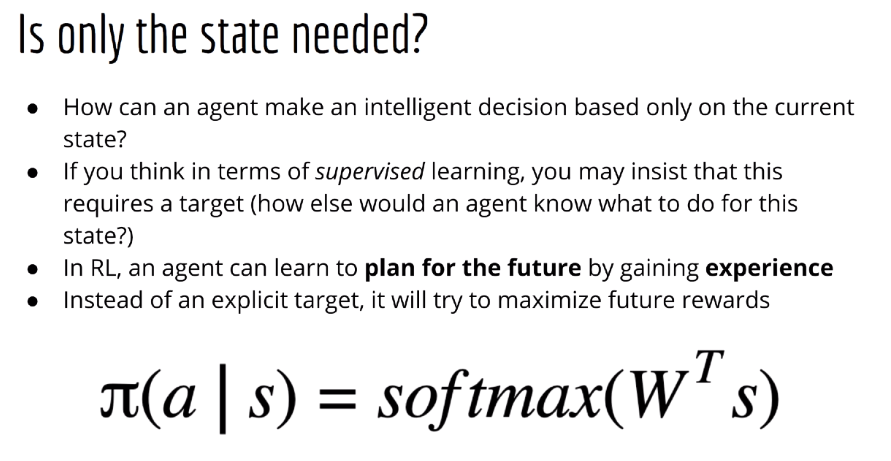 Is only the state needed?
● How can an agent make an intelligent decision based only on the current
state?
● If you think in terms of supervised learning, you may insist that this
requires a target (how else would an agent know what to do for this
state?)
● In RL, an agent can learn to plan for the future by gaining experience
● Instead of an explicit target, it will try to maximize future rewards
π(a | s) = softmax(Wᵀ s)